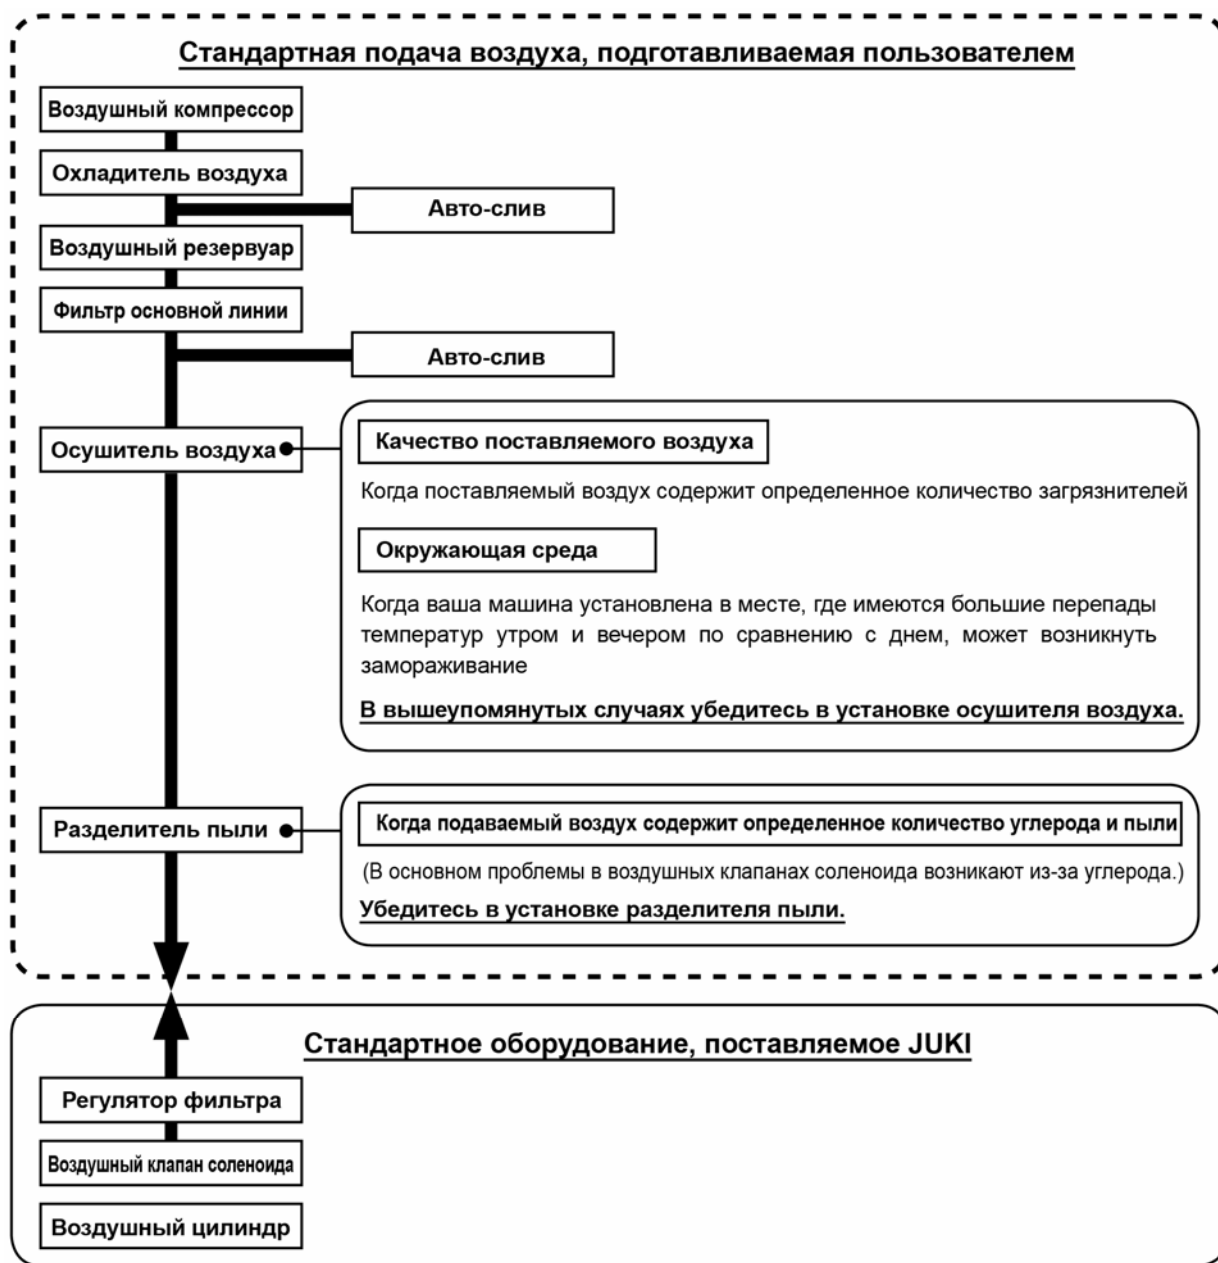 Стандартная подача воздуха, подготавливаемая пользователем
Воздушный компрессор
Охладитель воздуха
Авто-слив
Воздушный резервуар
Фильтр основной линии
Авто-слив
Осушитель воздуха
Качество поставляемого воздуха
Когда поставляемый воздух содержит определенное количество загрязнителей
Окружающая среда
Когда ваша машина установлена в месте, где имеются большие перепады
температур утром и вечером по сравнению с днем, может возникнуть
замораживание
В вышеупомянутых случаях убедитесь в установке осушителя воздуха.
Разделитель пыли
Когда подаваемый воздух содержит определенное количество углерода и пыли
(В основном проблемы в воздушных клапанах соленоида возникают из-за углерода.)
Убедитесь в установке разделителя пыли.
Стандартное оборудование, поставляемое JUKI
Регулятор фильтра
Воздушный клапан соленоида
Воздушный цилиндр